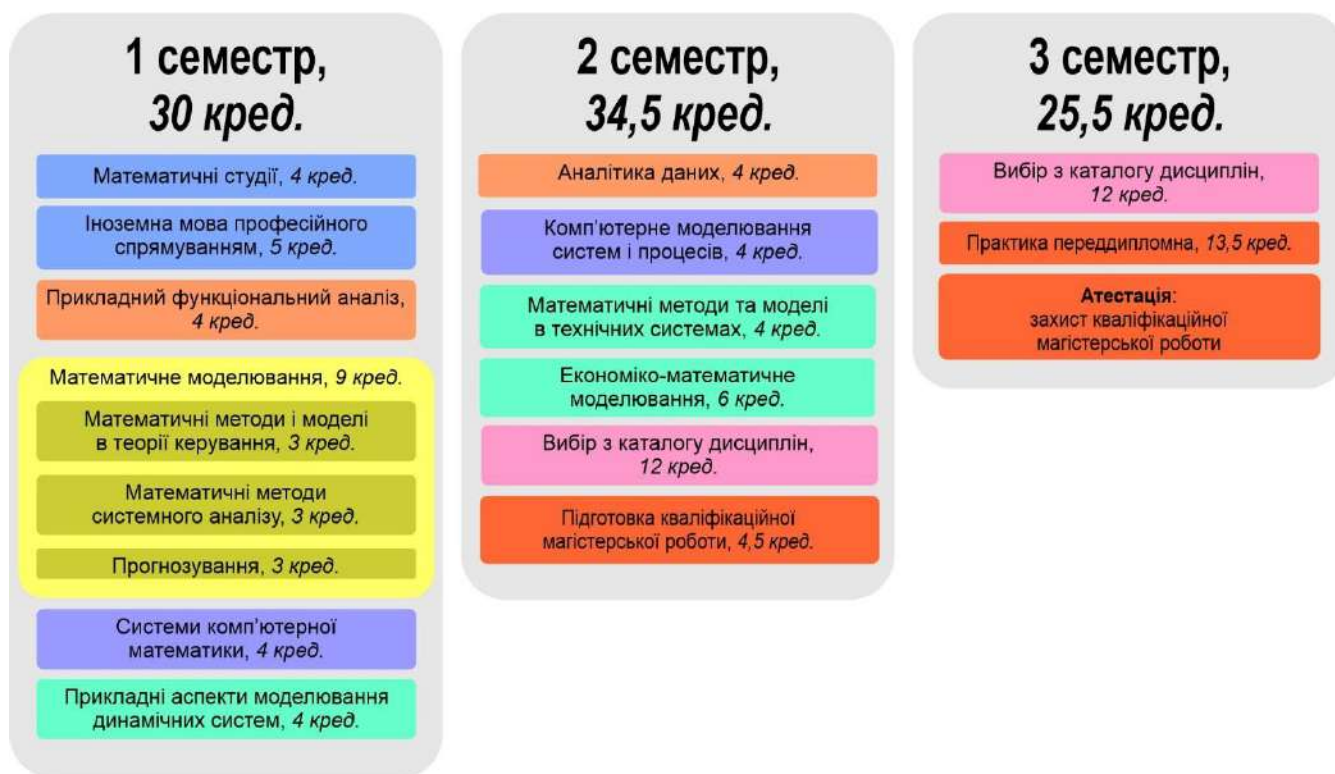 1 семестр,
30 кред.
Математичні студії, 4 кред.
Іноземна мова професійного
спрямуванням, 5 кред.
Прикладний функціональний аналіз,
4 кред.
Математичне моделювання, 9 кред.
Математичні методи і моделі
в теорії керування, 3 кред.
Математичні методи
системного аналізу, 3 кред.
Прогнозування, 3 кред.
Системи комп'ютерної
математики, 4 кред.
Прикладні аспекти моделювання
динамічних систем, 4 кред.
2 семестр,
34,5 кред.
Аналітика даних, 4 кред.
Комп'ютерне моделювання
систем і процесів, 4 кред.
Математичні методи та моделі
в технічних системах, 4 кред.
Економіко-математичне
моделювання, 6 кред.
Вибір з каталогу дисциплін,
12 кред.
Підготовка кваліфікаційної
магістерської роботи, 4,5 кред.
3 семестр,
25,5 кред.
Вибір з каталогу дисциплін,
12 кред.
Практика переддипломна, 13,5 кред.
Атестація:
захист кваліфікаційної
магістерської роботи